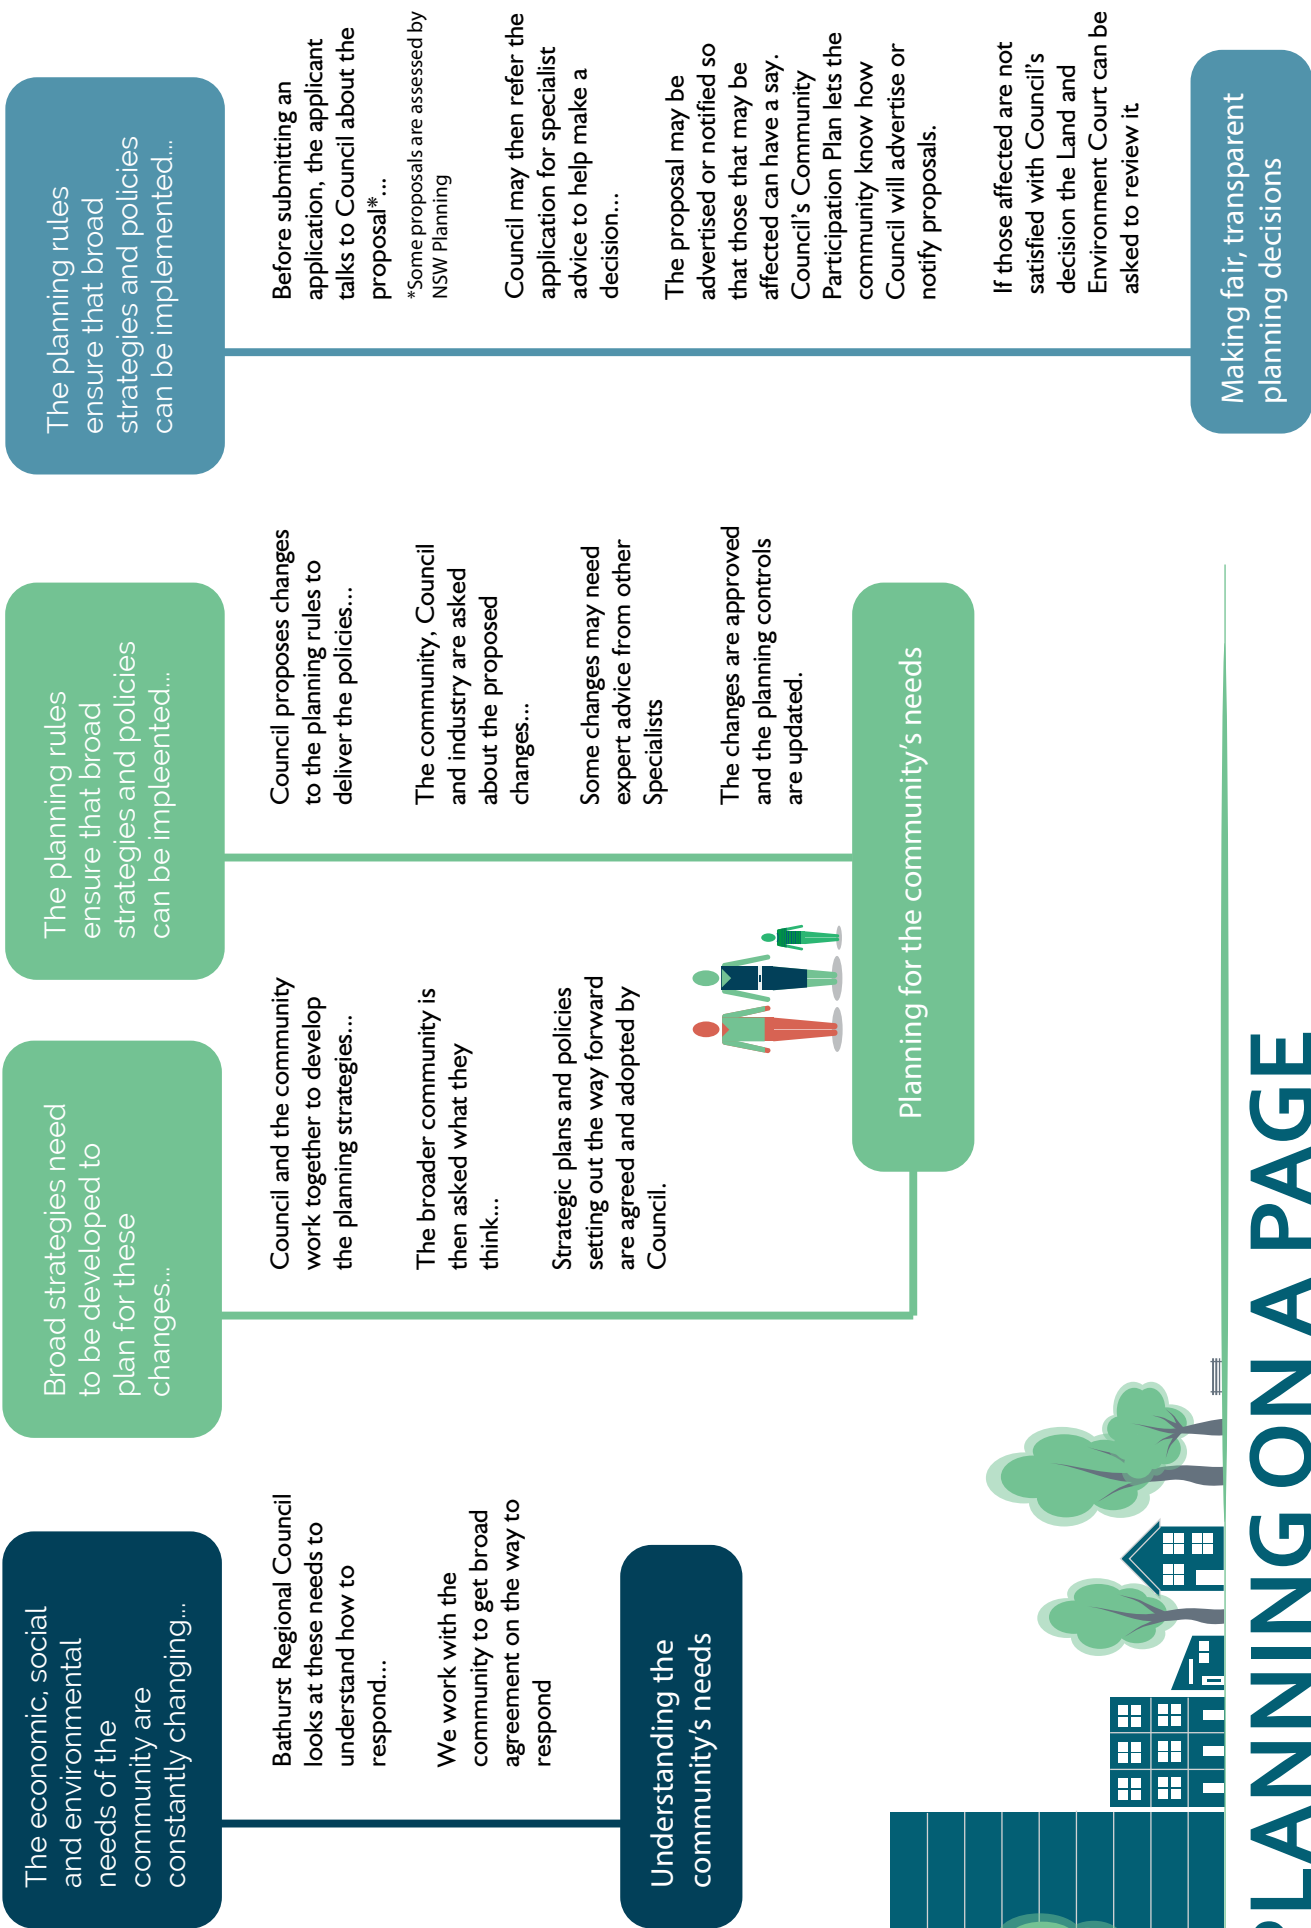 The economic, social
and environmental
needs of the
community are
constantly changing...
Bathurst Regional Council
looks at these needs to
understand how to
respond...
We work with the
community to get broad
agreement on the way to
respond
Understanding the
community's needs
Broad strategies need
to be developed to
plan for these
changes...
Council and the community
work together to develop
the planning strategies...
The broader community is
then asked what they
think...
Strategic plans and policies
setting out the way forward
are agreed and adopted by
Council.
The planning rules
ensure that broad
strategies and policies
can be impleented...
Council proposes changes
to the planning rules to
deliver the policies...
The community, Council
and industry are asked
about the proposed
changes...
Some changes may need
expert advice from other
Specialists
The changes are approved
and the planning controls
are updated.
Planning for the community's needs
The planning rules
ensure that broad
strategies and policies
can be implemented...
Before submitting an
application, the applicant
talks to Council about the
proposal*...
*Some proposals are assessed by
NSW Planning
Council may then refer the
application for specialist
advice to help make a
decision...
The proposal may be
advertised or notified so
that those that may be
affected can have a say.
Council's Community
Participation Plan lets the
community know how
Council will advertise or
notify proposals.
If those affected are not
satisfied with Council's
decision the Land and
Environment Court can be
asked to review it
Making fair, transparent
planning decisions
PLANNING ON A PAGE